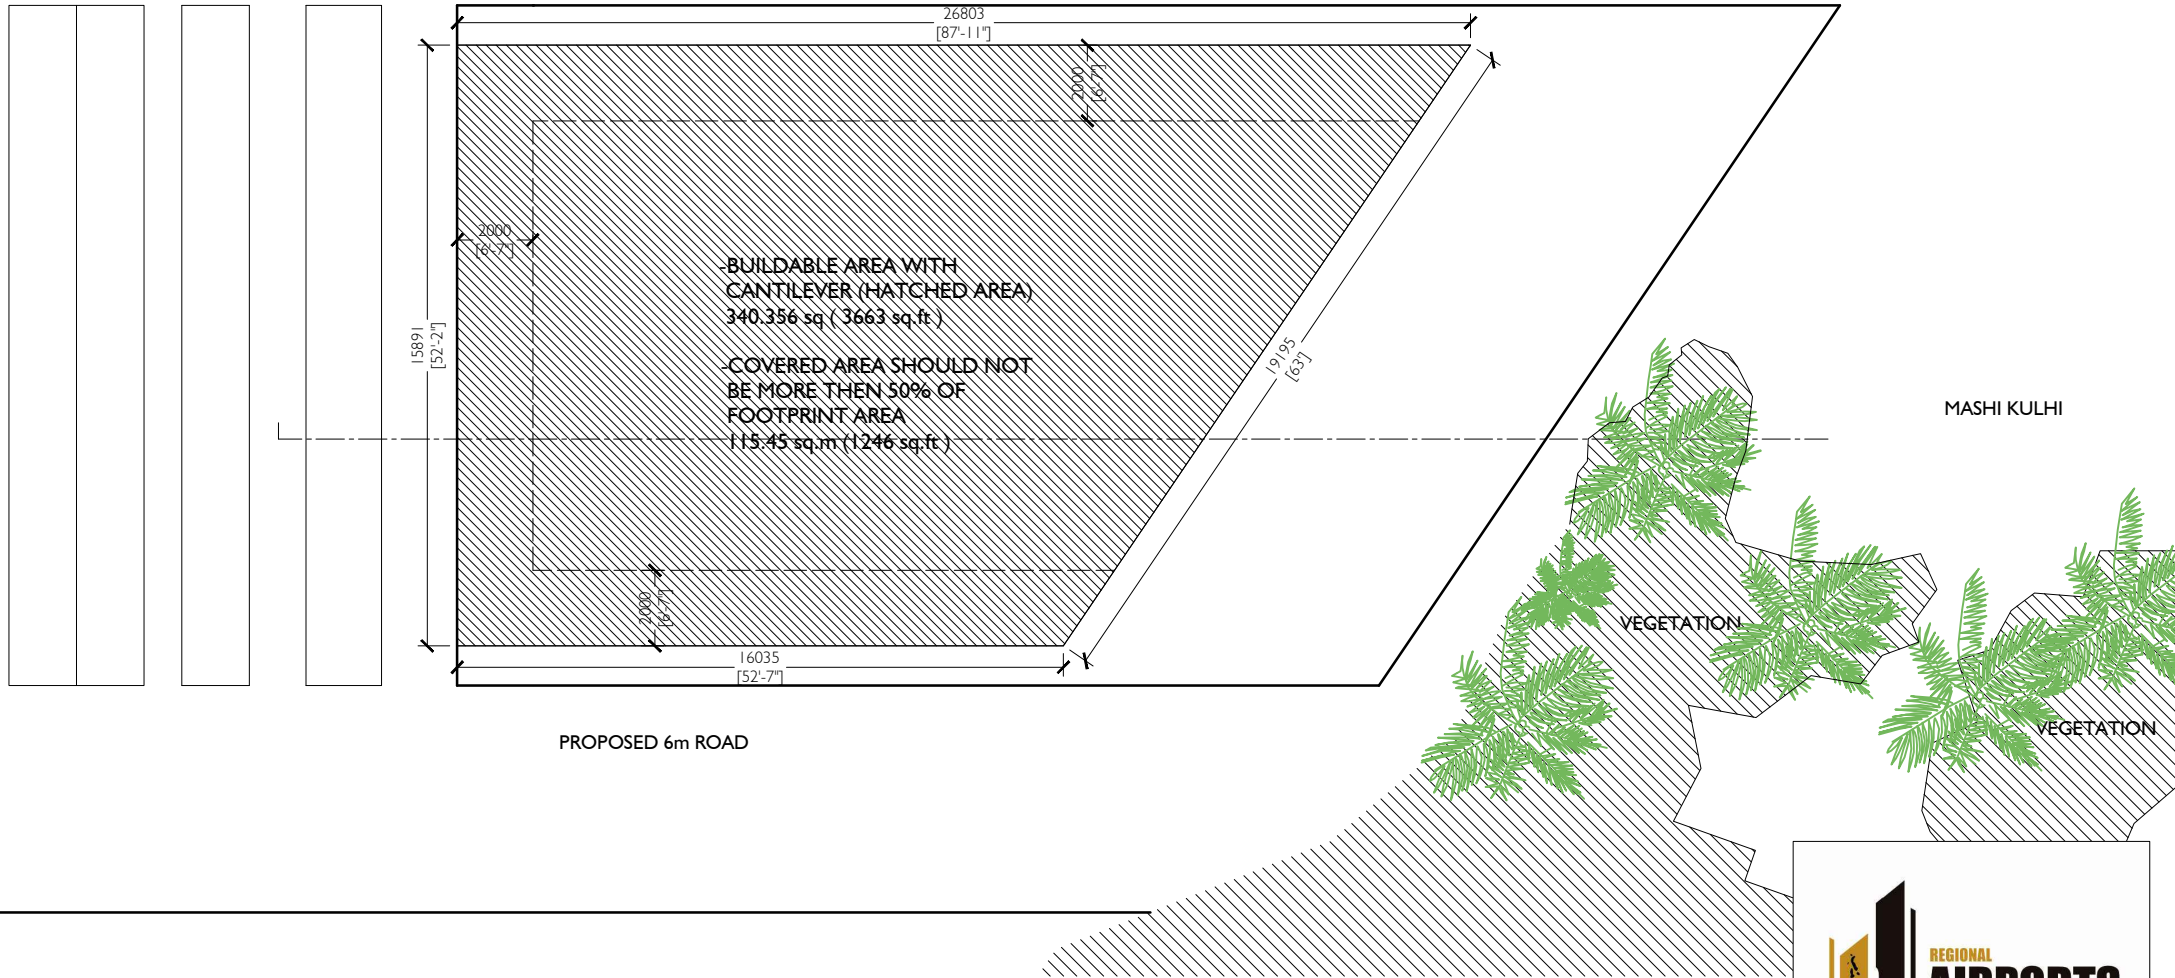 26803
[87'-11"]
2000
[6'-7"]
2000
[6'-7"]
-BUILDABLE AREA WITH
CANTILEVER (HATCHED AREA)
340.356 sq ( 3663 sq.ft )
15891
[52'-2"]
19195
[63']
-COVERED AREA SHOULD NOT
BE MORE THEN 50% OF
FOOTPRINT AREA
115.45 sq.m (1246 sq.ft )
MASHI KULHI
2000
[6'-7"]
VEGETATION
16035
[52'-7"]
VEGETATION
PROPOSED 6m ROAD
REGIONAL
AIRPORTS